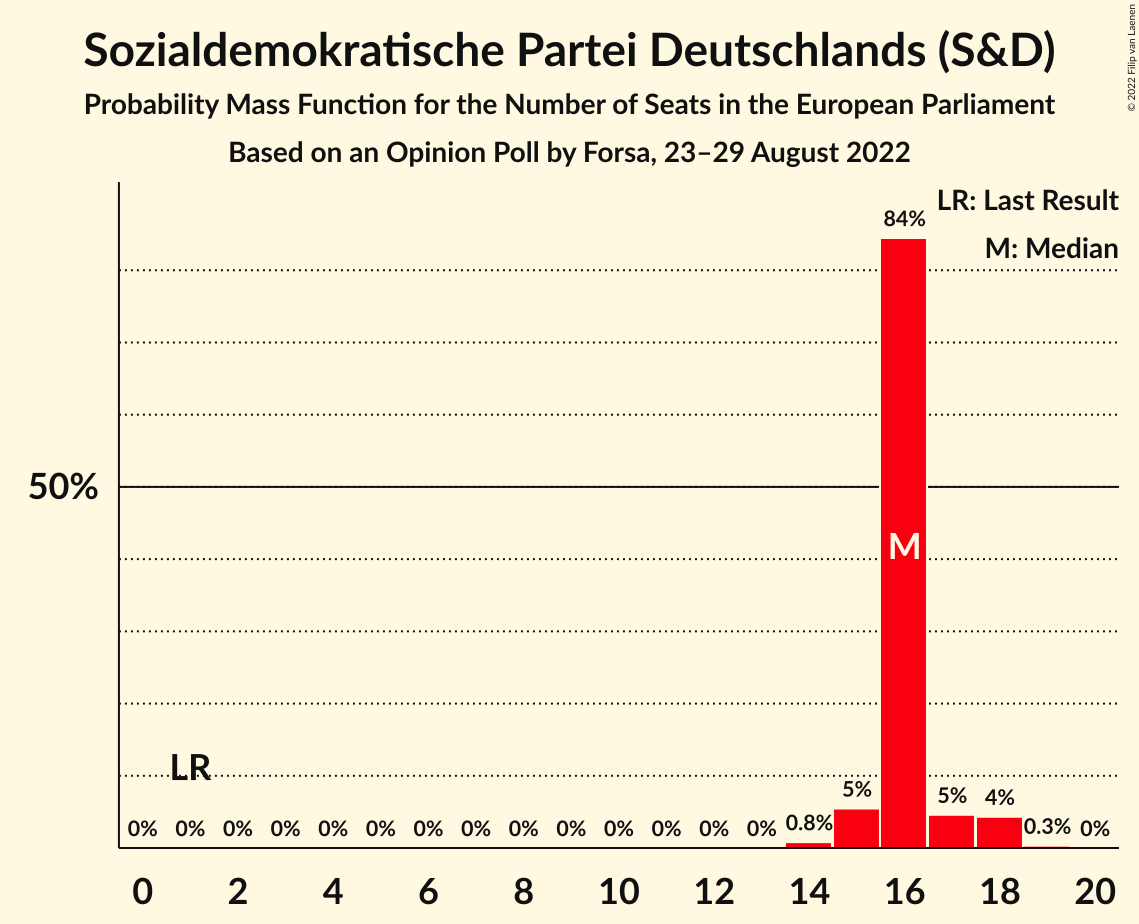 Sozialdemokratische Partei Deutschlands (S&D)
Probability Mass Function for the Number of Seats in the European Parliament
Based on an Opinion Poll by Forsa, 23–29 August 2022
© 2022 Filip van Laenen
LR: Last Result
M: Median
84%
50%
M
LR
0% 0% 0% 0% 0% 0% 0% 0% 0% 0% 0% 0% 0% 0% 0.8% 5% 5% 4% 0.3% 0%
0 2 4 6 8 10 12 14 16 18 20